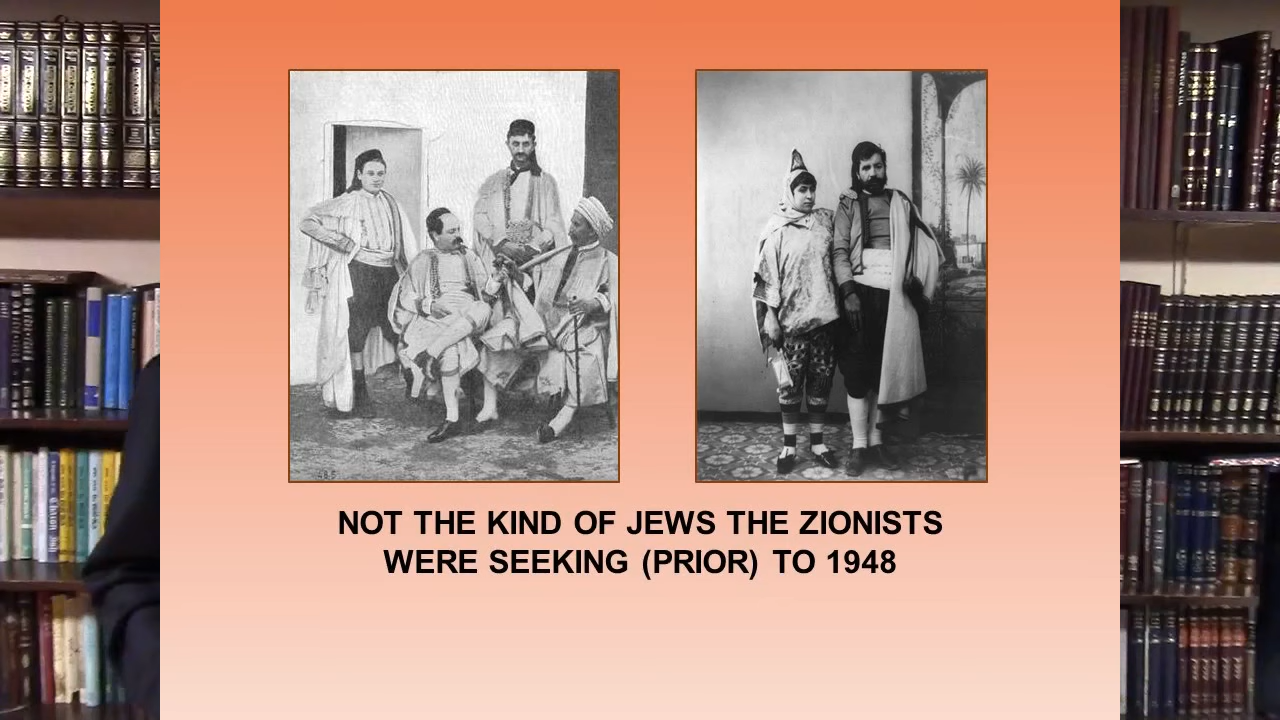 NOT THE KIND OF JEWS THE ZIONISTS
WERE SEEKING (PRIOR) TO 1948